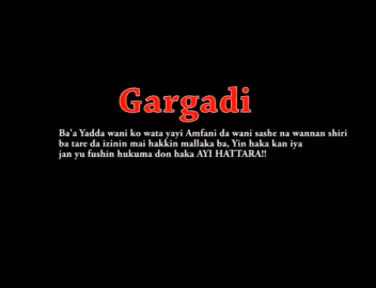 Gargadi
Ba'a Yadda wani ko wata yayi Amfani da wani sashe na wannan shiri
ba tare da izinin mai hakkin mallaka ba, Yin haka kan iya
jan yu fushin hukuma don haka AYI HATTARA!!